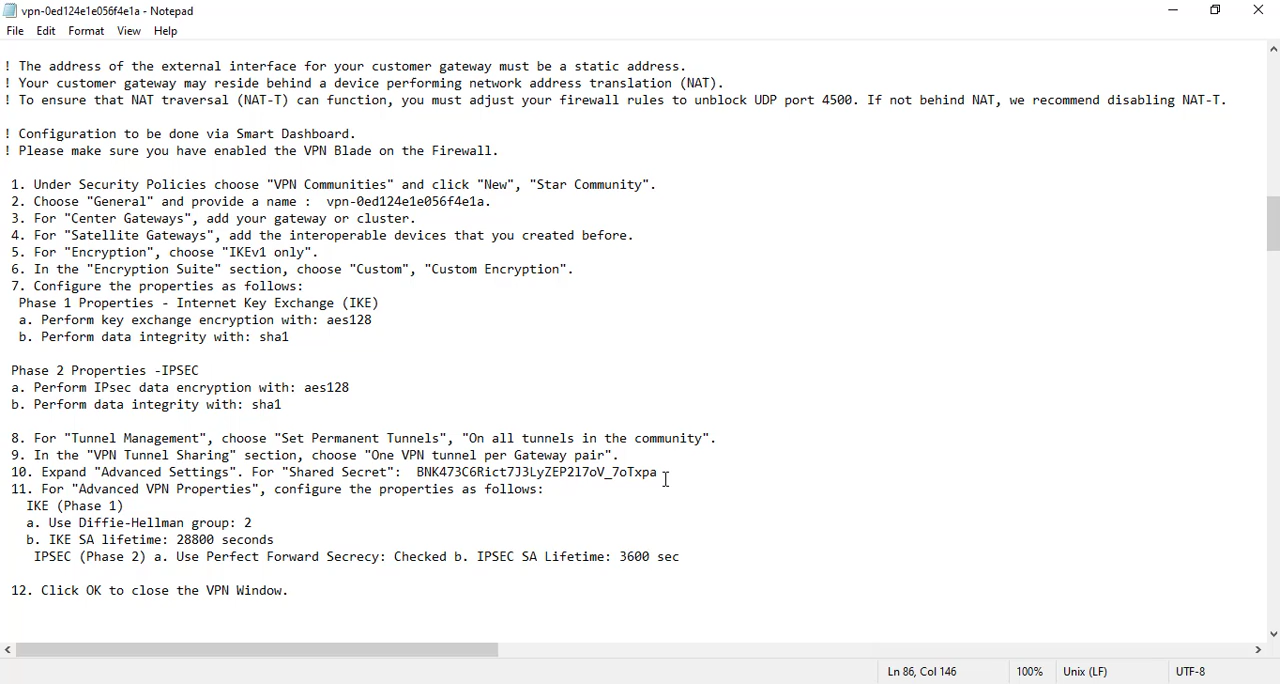 vpn-0ed124e1e056f4e1a - Notepad
File Edit Format View Help
! The address of the external interface for your customer gateway must be a static address.
! Your customer gateway may reside behind a device performing network address translation (NAT).
! To ensure that NAT traversal (NAT-T) can function, you must adjust your firewall rules to unblock UDP port 4500. If not behind NAT, we recommend disabling NAT-T.
! Configuration to be done via Smart Dashboard.
! Please make sure you have enabled the VPN Blade on the Firewall.
1. Under Security Policies choose "VPN Communities" and click "New", "Star Community".
2. Choose "General" and provide a name :  vpn-0ed124e1e056f4e1a.
3. For "Center Gateways", add your gateway or cluster.
4. For "Satellite Gateways", add the interoperable devices that you created before.
5. For "Encryption", choose "IKEv1 only".
6. In the "Encryption Suite" section, choose "Custom", "Custom Encryption".
7. Configure the properties as follows:
Phase 1 Properties - Internet Key Exchange (IKE)
a. Perform key exchange encryption with: aes128
b. Perform data integrity with: sha1
Phase 2 Properties -IPSEC
a. Perform IPsec data encryption with: aes128
b. Perform data integrity with: sha1
8. For "Tunnel Management", choose "Set Permanent Tunnels", "On all tunnels in the community".
9. In the "VPN Tunnel Sharing" section, choose "One VPN tunnel per Gateway pair".
10. Expand "Advanced Settings". For "Shared Secret":  BNK473C6Rict7J3LyZEP2l7oV_7oTxpa
11. For "Advanced VPN Properties", configure the properties as follows:
IKE (Phase 1)
a. Use Diffie-Hellman group: 2
b. IKE SA lifetime: 28800 seconds
IPSEC (Phase 2) a. Use Perfect Forward Secrecy: Checked b. IPSEC SA Lifetime: 3600 sec
12. Click OK to close the VPN Window.
Ln 86, Col 146 100% Unix (LF) UTF-8